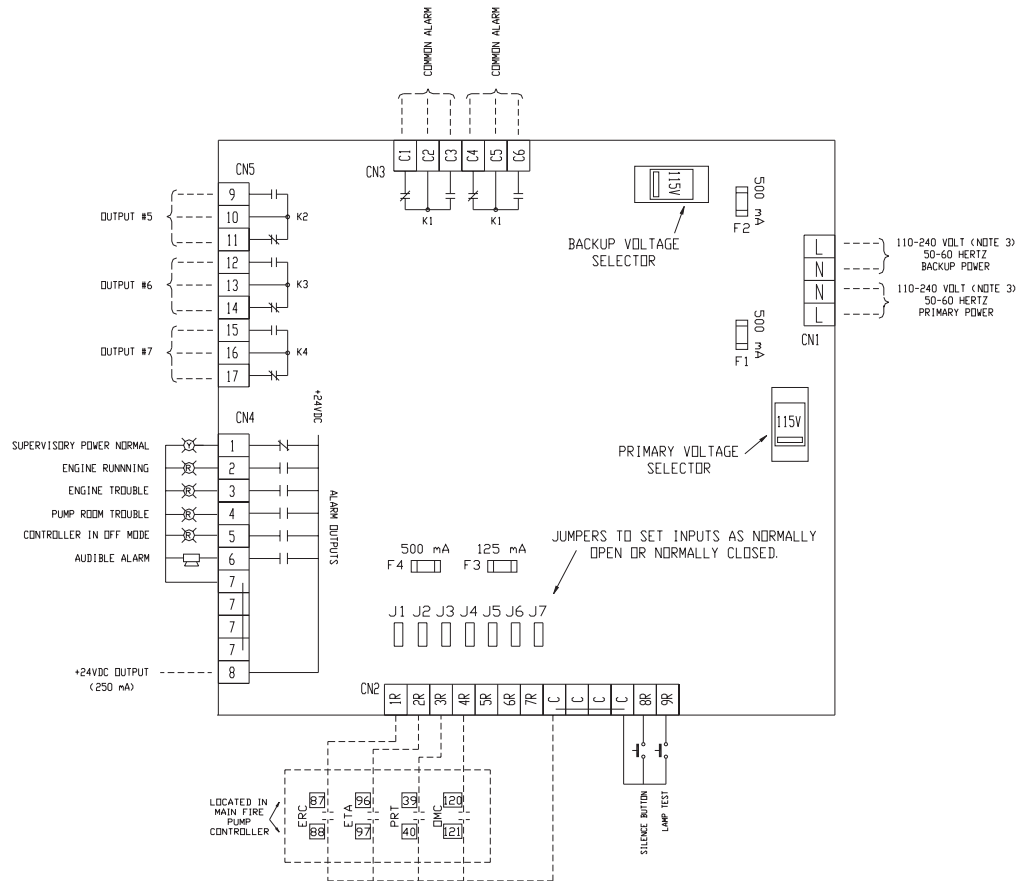 COMMON ALARM
COMMON ALARM
C1 C2 C3 C4 C5 C6
CN3
K1 K1
CN5
9
10
11
K2
OUTPUT #5
12
13
14
K3
OUTPUT #6
15
16
17
K4
OUTPUT #7
115V
BACKUP VOLTAGE
SELECTOR
500 mA
F2
L
N
N
L
CN1
110-240 VOLT (NOTE 3)
50-60 HERTZ
BACKUP POWER
110-240 VOLT (NOTE 3)
50-60 HERTZ
PRIMARY POWER
500 mA
F1
115V
PRIMARY VOLTAGE
SELECTOR
+24VDC
CN4
SUPERVISORY POWER NORMAL Y 1
ENGINE RUNNNING R 2
ENGINE TROUBLE R 3
PUMP ROOM TROUBLE R 4
CONTROLLER IN OFF MODE R 5
AUDIBLE ALARM 6
7
7
7
7
+24VDC OUTPUT 8
(250 mA)
ALARM OUTPUTS
JUMPERS TO SET INPUTS AS NORMALLY
OPEN OR NORMALLY CLOSED.
500 mA 125 mA
F4 F3
J1 J2 J3 J4 J5 J6 J7
CN2
1R 2R 3R 4R 5R 6R 7R C C C C 8R 9R
LOCATED IN
MAIN FIRE
PUMP
CONTROLLER
87 96 39 120
ERC ETA PRT OMC
88 97 40 121
SILENCE BUTTON
LAMP TEST